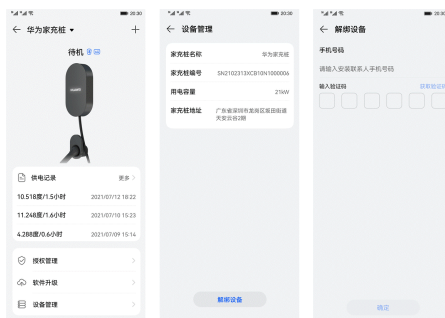 20:30
华为家充桩
待机
供电记录
更多
10.518度/1.5小时 2021/07/12 18:22
11.248度/1.6小时 2021/07/10 15:23
4.288度/0.6小时 2021/07/09 15:14
授权管理
软件升级
设备管理
20:30
设备管理
家充桩名称 华为家充桩
家充桩编号 SN2102313XCB10N1000006
用电容量 21kW
家充桩地址 广东省深圳市龙岗区坂田街道
天安云谷2期
解绑设备
20:30
解绑设备
手机号码
请输入安装联系人手机号码
输入验证码 获取验证码
确定